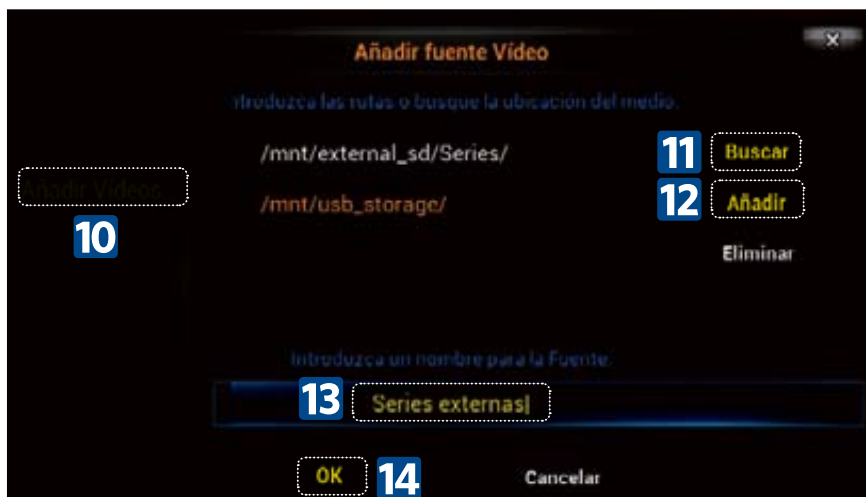 Añadir fuente Vídeo
ntroduzca las rutas o busque la ubicación del medio.
/mnt/external_sd/Series/
11 Buscar
Añadir Vídeos
10
/mnt/usb_storage/
12 Añadir
Eliminar
Introduzca un nombre para la Fuente.
13 Series externas
OK 14 Cancelar